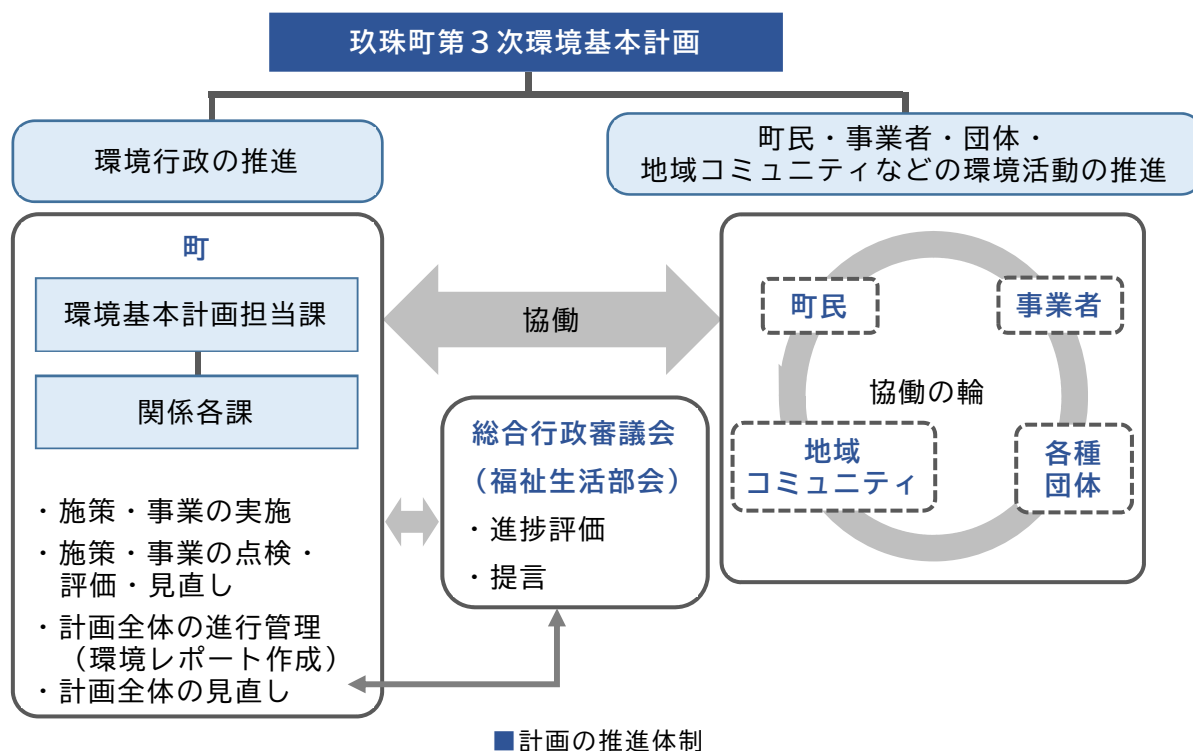 玖珠町第３次環境基本計画
環境行政の推進
町民・事業者・団体・
地域コミュニティなどの環境活動の推進
町
環境基本計画担当課
関係各課
・施策・事業の実施
・施策・事業の点検・
評価・見直し
・計画全体の進行管理
（環境レポート作成）
・計画全体の見直し
協働
総合行政審議会
（福祉生活部会）
・進捗評価
・提言
町民
事業者
協働の輪
地域
コミュニティ
各種
団体
■計画の推進体制